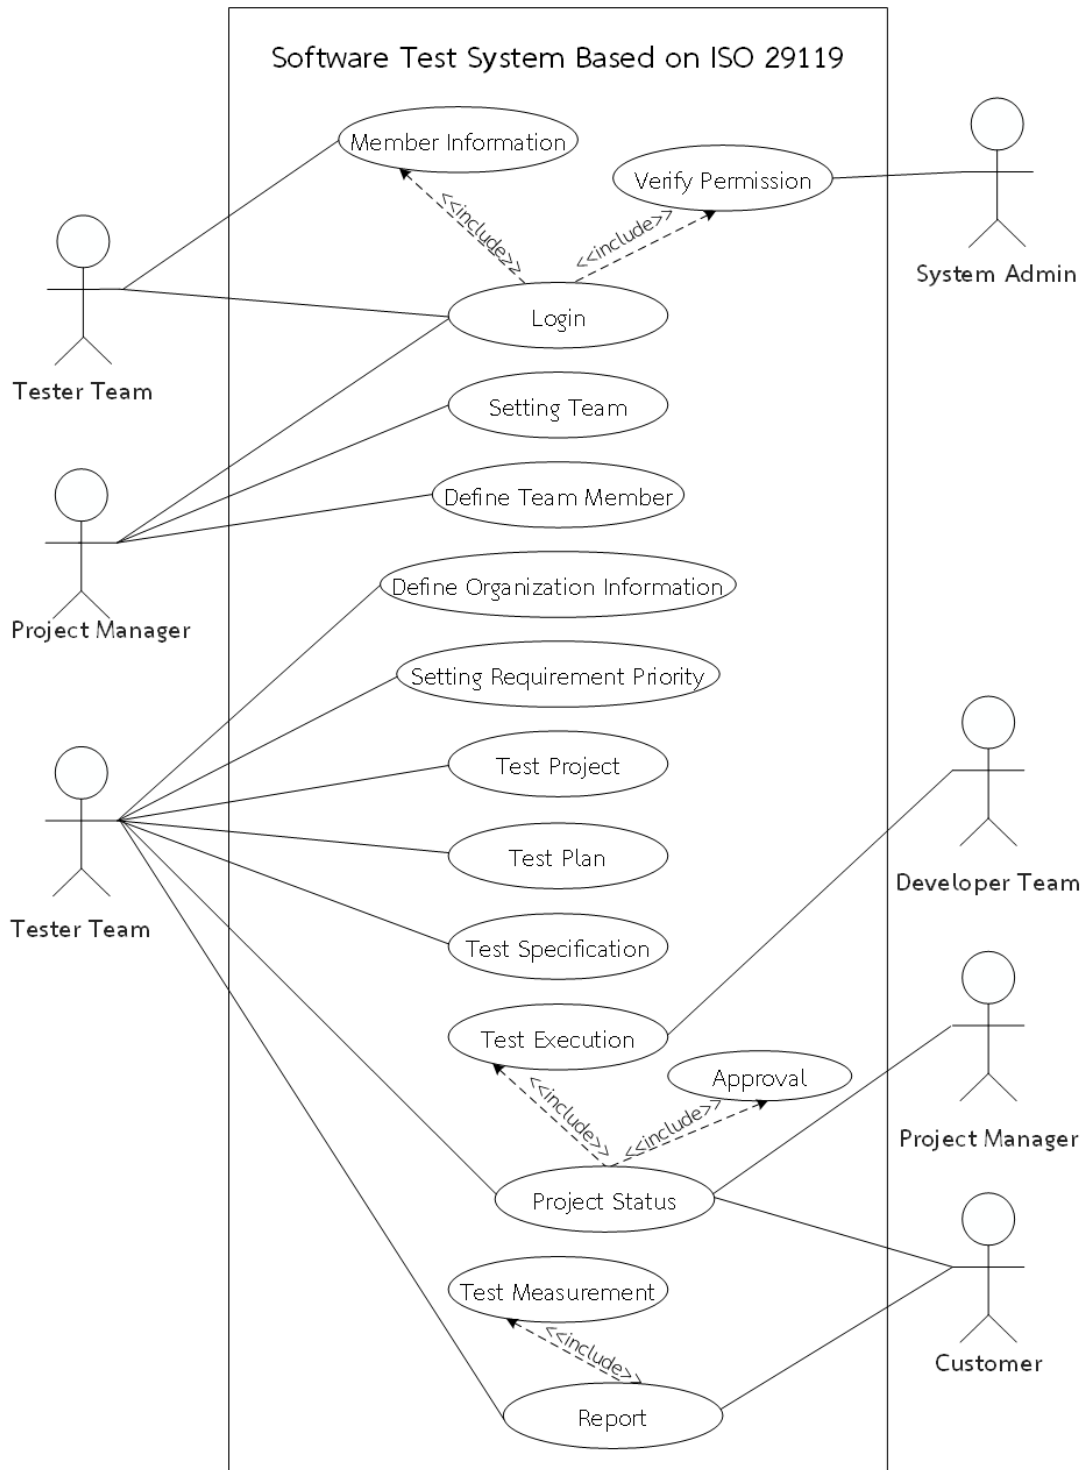 Software Test System Based on ISO 29119
Member Information
Verify Permission
<<include>>
<<include>>
System Admin
Login
Tester Team
Setting Team
Define Team Member
Define Organization Information
Project Manager
Setting Requirement Priority
Test Project
Test Plan
Developer Team
Tester Team
Test Specification
Test Execution
Approval
<<include>>
<<include>>
Project Manager
Project Status
Test Measurement
<<include>>
Customer
Report